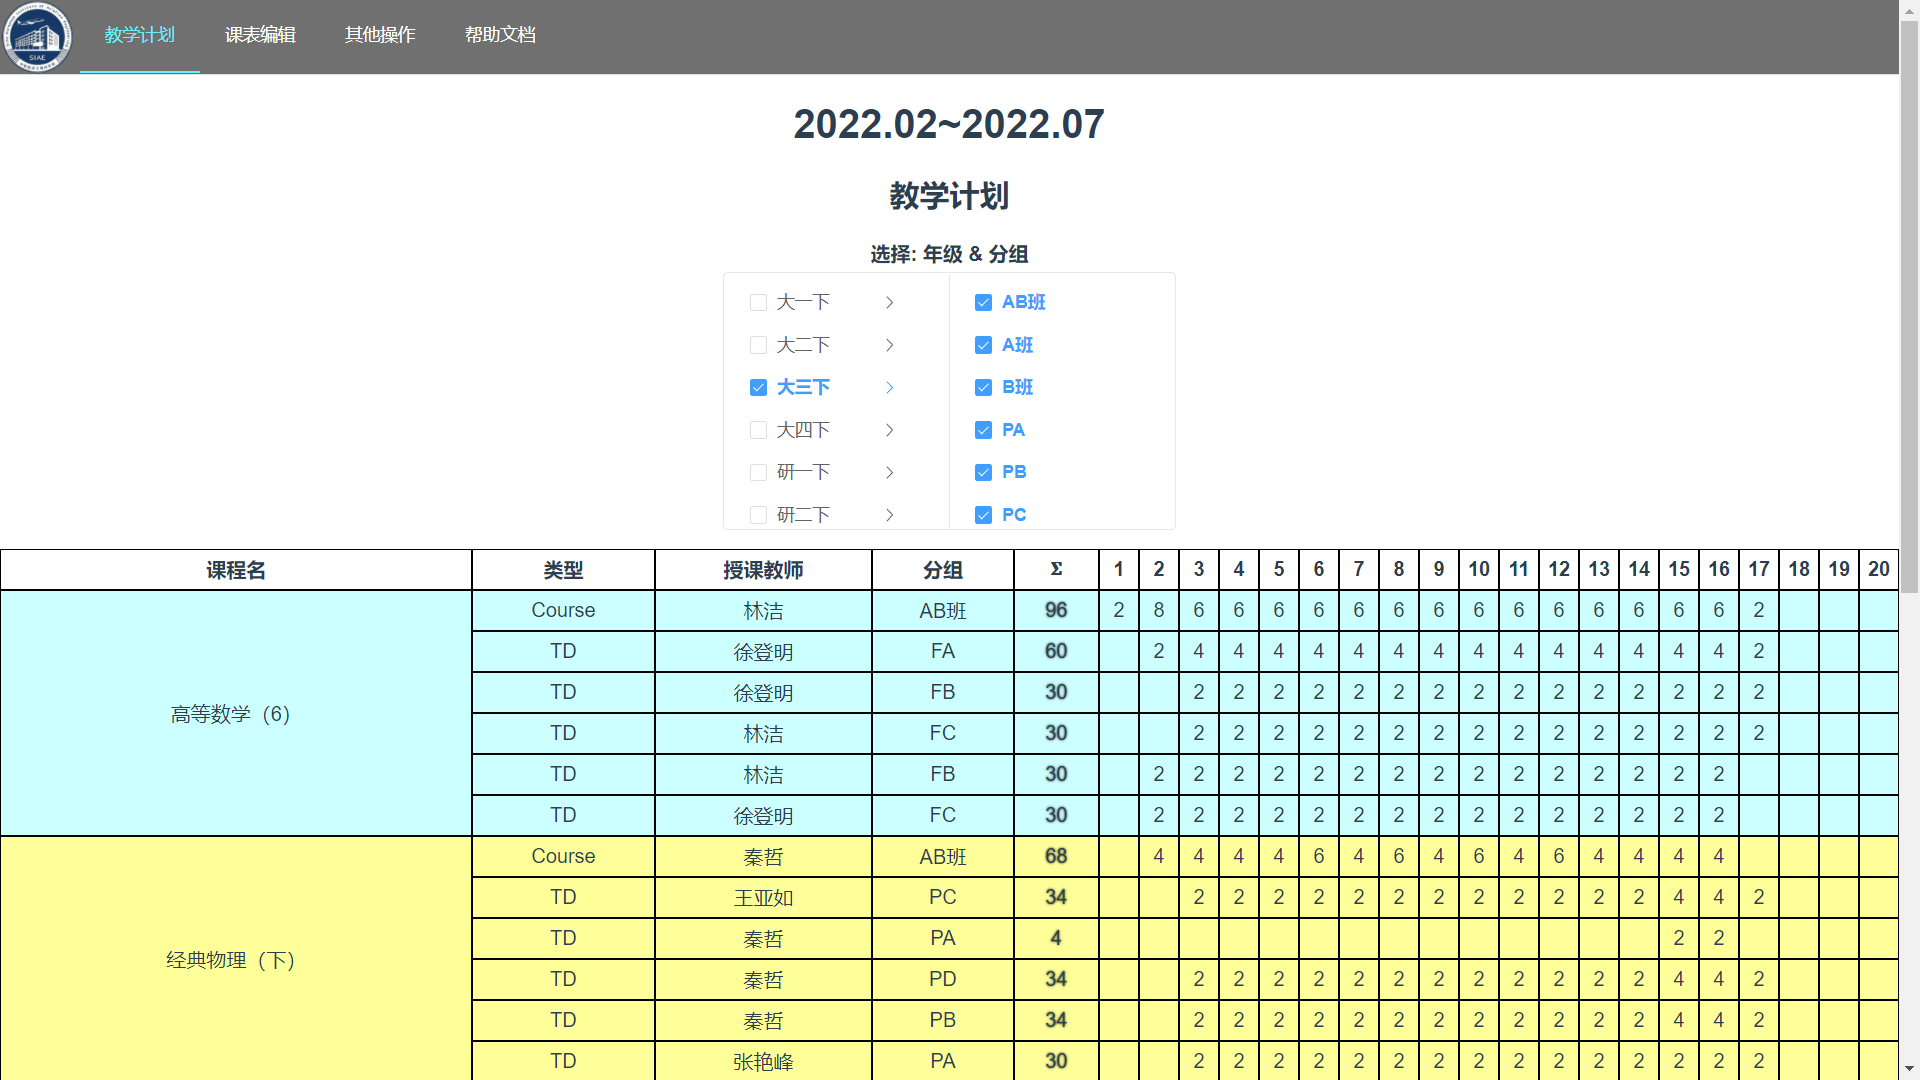 SIAE
教学计划 课表编辑 其他操作 帮助文档
2022.02~2022.07
教学计划
选择: 年级 & 分组
大一下 AB班
大二下 A班
大三下 B班
大四下 PA
研一下 PB
研二下 PC
课程名 类型 授课教师 分组 Σ 1 2 3 4 5 6 7 8 9 10 11 12 13 14 15 16 17 18 19 20
高等数学（6）
Course 林洁 AB班 96 2 8 6 6 6 6 6 6 6 6 6 6 6 6 6 6 2
TD 徐登明 FA 60 2 4 4 4 4 4 4 4 4 4 4 4 4 4 4 2
TD 徐登明 FB 30 2 2 2 2 2 2 2 2 2 2 2 2 2 2 2
TD 林洁 FC 30 2 2 2 2 2 2 2 2 2 2 2 2 2 2 2
TD 林洁 FB 30 2 2 2 2 2 2 2 2 2 2 2 2 2 2 2
TD 徐登明 FC 30 2 2 2 2 2 2 2 2 2 2 2 2 2 2 2
经典物理（下）
Course 秦哲 AB班 68 4 4 4 4 6 4 6 4 6 4 6 4 4 4 4
TD 王亚如 PC 34 2 2 2 2 2 2 2 2 2 2 2 2 4 4 2
TD 秦哲 PA 4 2 2
TD 秦哲 PD 34 2 2 2 2 2 2 2 2 2 2 2 2 4 4 2
TD 秦哲 PB 34 2 2 2 2 2 2 2 2 2 2 2 2 4 4 2
TD 张艳峰 PA 30 2 2 2 2 2 2 2 2 2 2 2 2 2 2 2